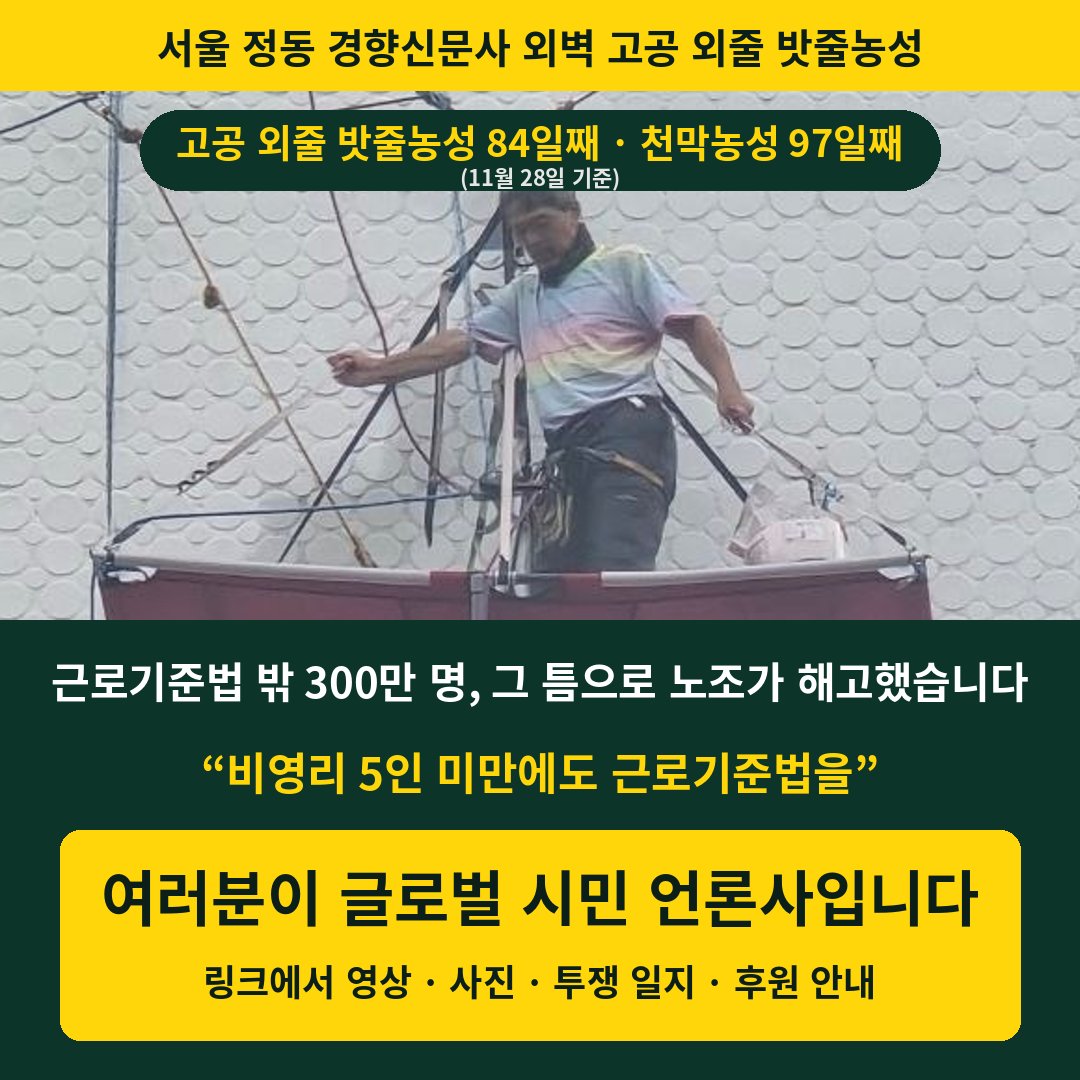 서울 정동 경향신문사 외벽 고공 외줄 밧줄농성
고공 외줄 밧줄농성 84일째 · 천막농성 97일째
(11월 28일 기준)
근로기준법 밖 300만 명, 그 틈으로 노조가 해고했습니다
“비영리 5인 미만에도 근로기준법을”
여러분이 글로벌 시민 언론사입니다
링크에서 영상 · 사진 · 투쟁 일지 · 후원 안내